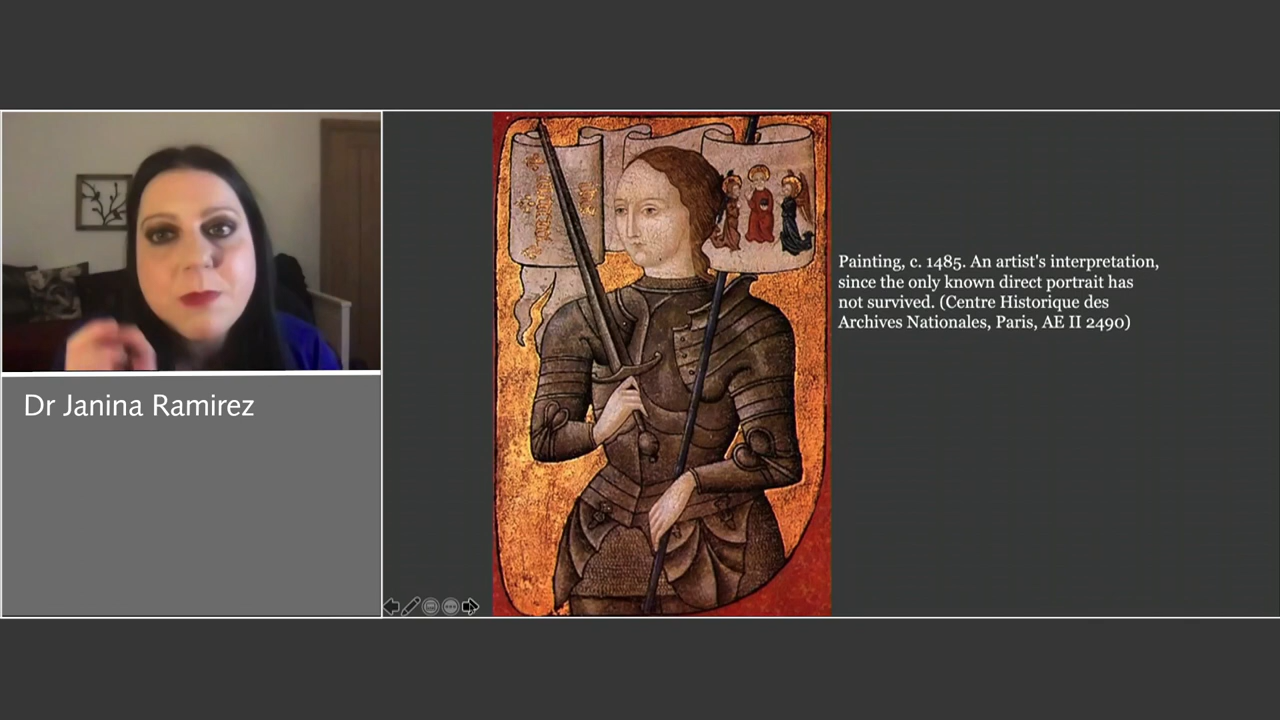 Dr Janina Ramirez
Painting, c. 1485. An artist's interpretation,
since the only known direct portrait has
not survived. (Centre Historique des
Archives Nationales, Paris, AE II 2490)